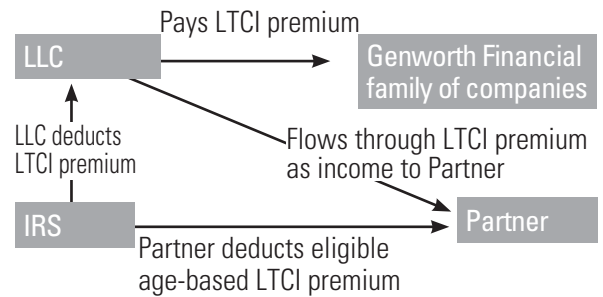 Pays LTCI premium
LLC
Genworth Financial
family of companies
LLC deducts
LTCI premium
Flows through LTCI premium
as income to Partner
IRS
Partner
Partner deducts eligible
age-based LTCI premium